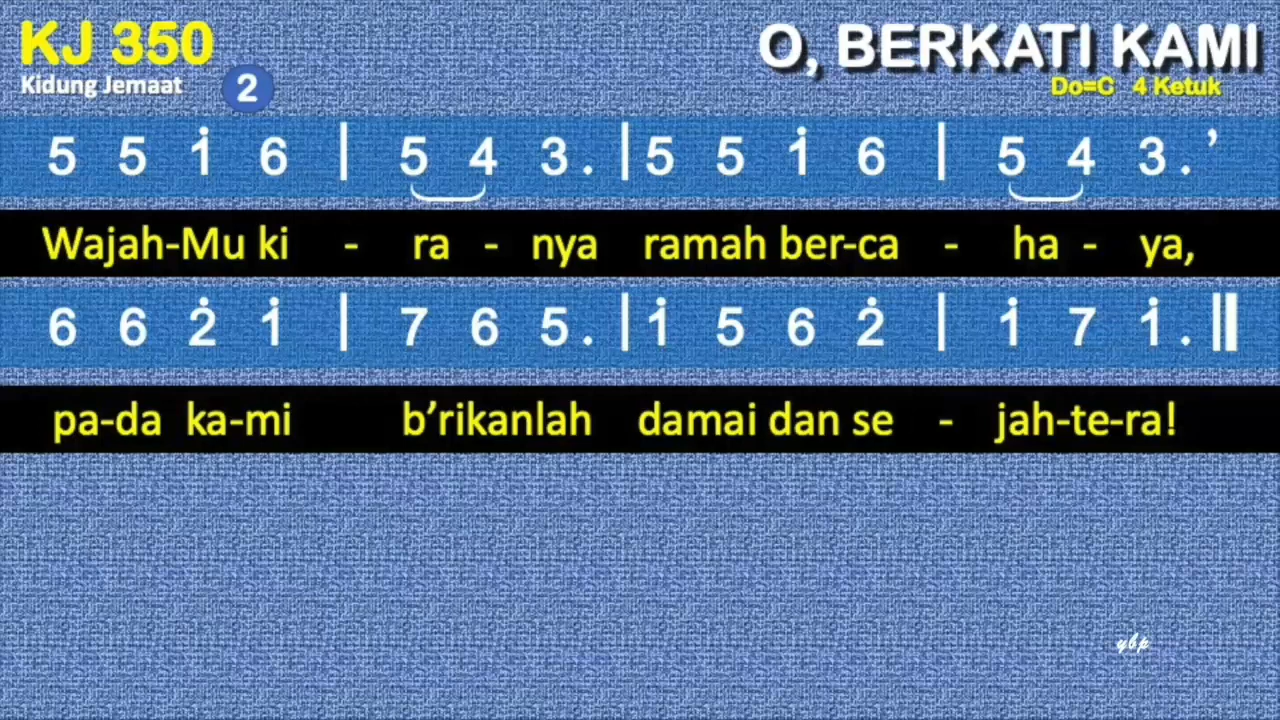 KJ 350
O, BERKATI KAMI
Kidung Jemaat 2
Do=C 4 Ketuk
5 5 1̇ 6 | 5 4 3 . | 5 5 1̇ 6 | 5 4 3 . ’
Wajah-Mu ki - ra - nya ramah ber-ca - ha - ya,
6 6 2̇ 1̇ | 7 6 5 . | 1̇ 5 6 2̇ | 1̇ 7 1̇ . ||
pa-da ka-mi b’rikanlah damai dan se - jah-te-ra!
ybp